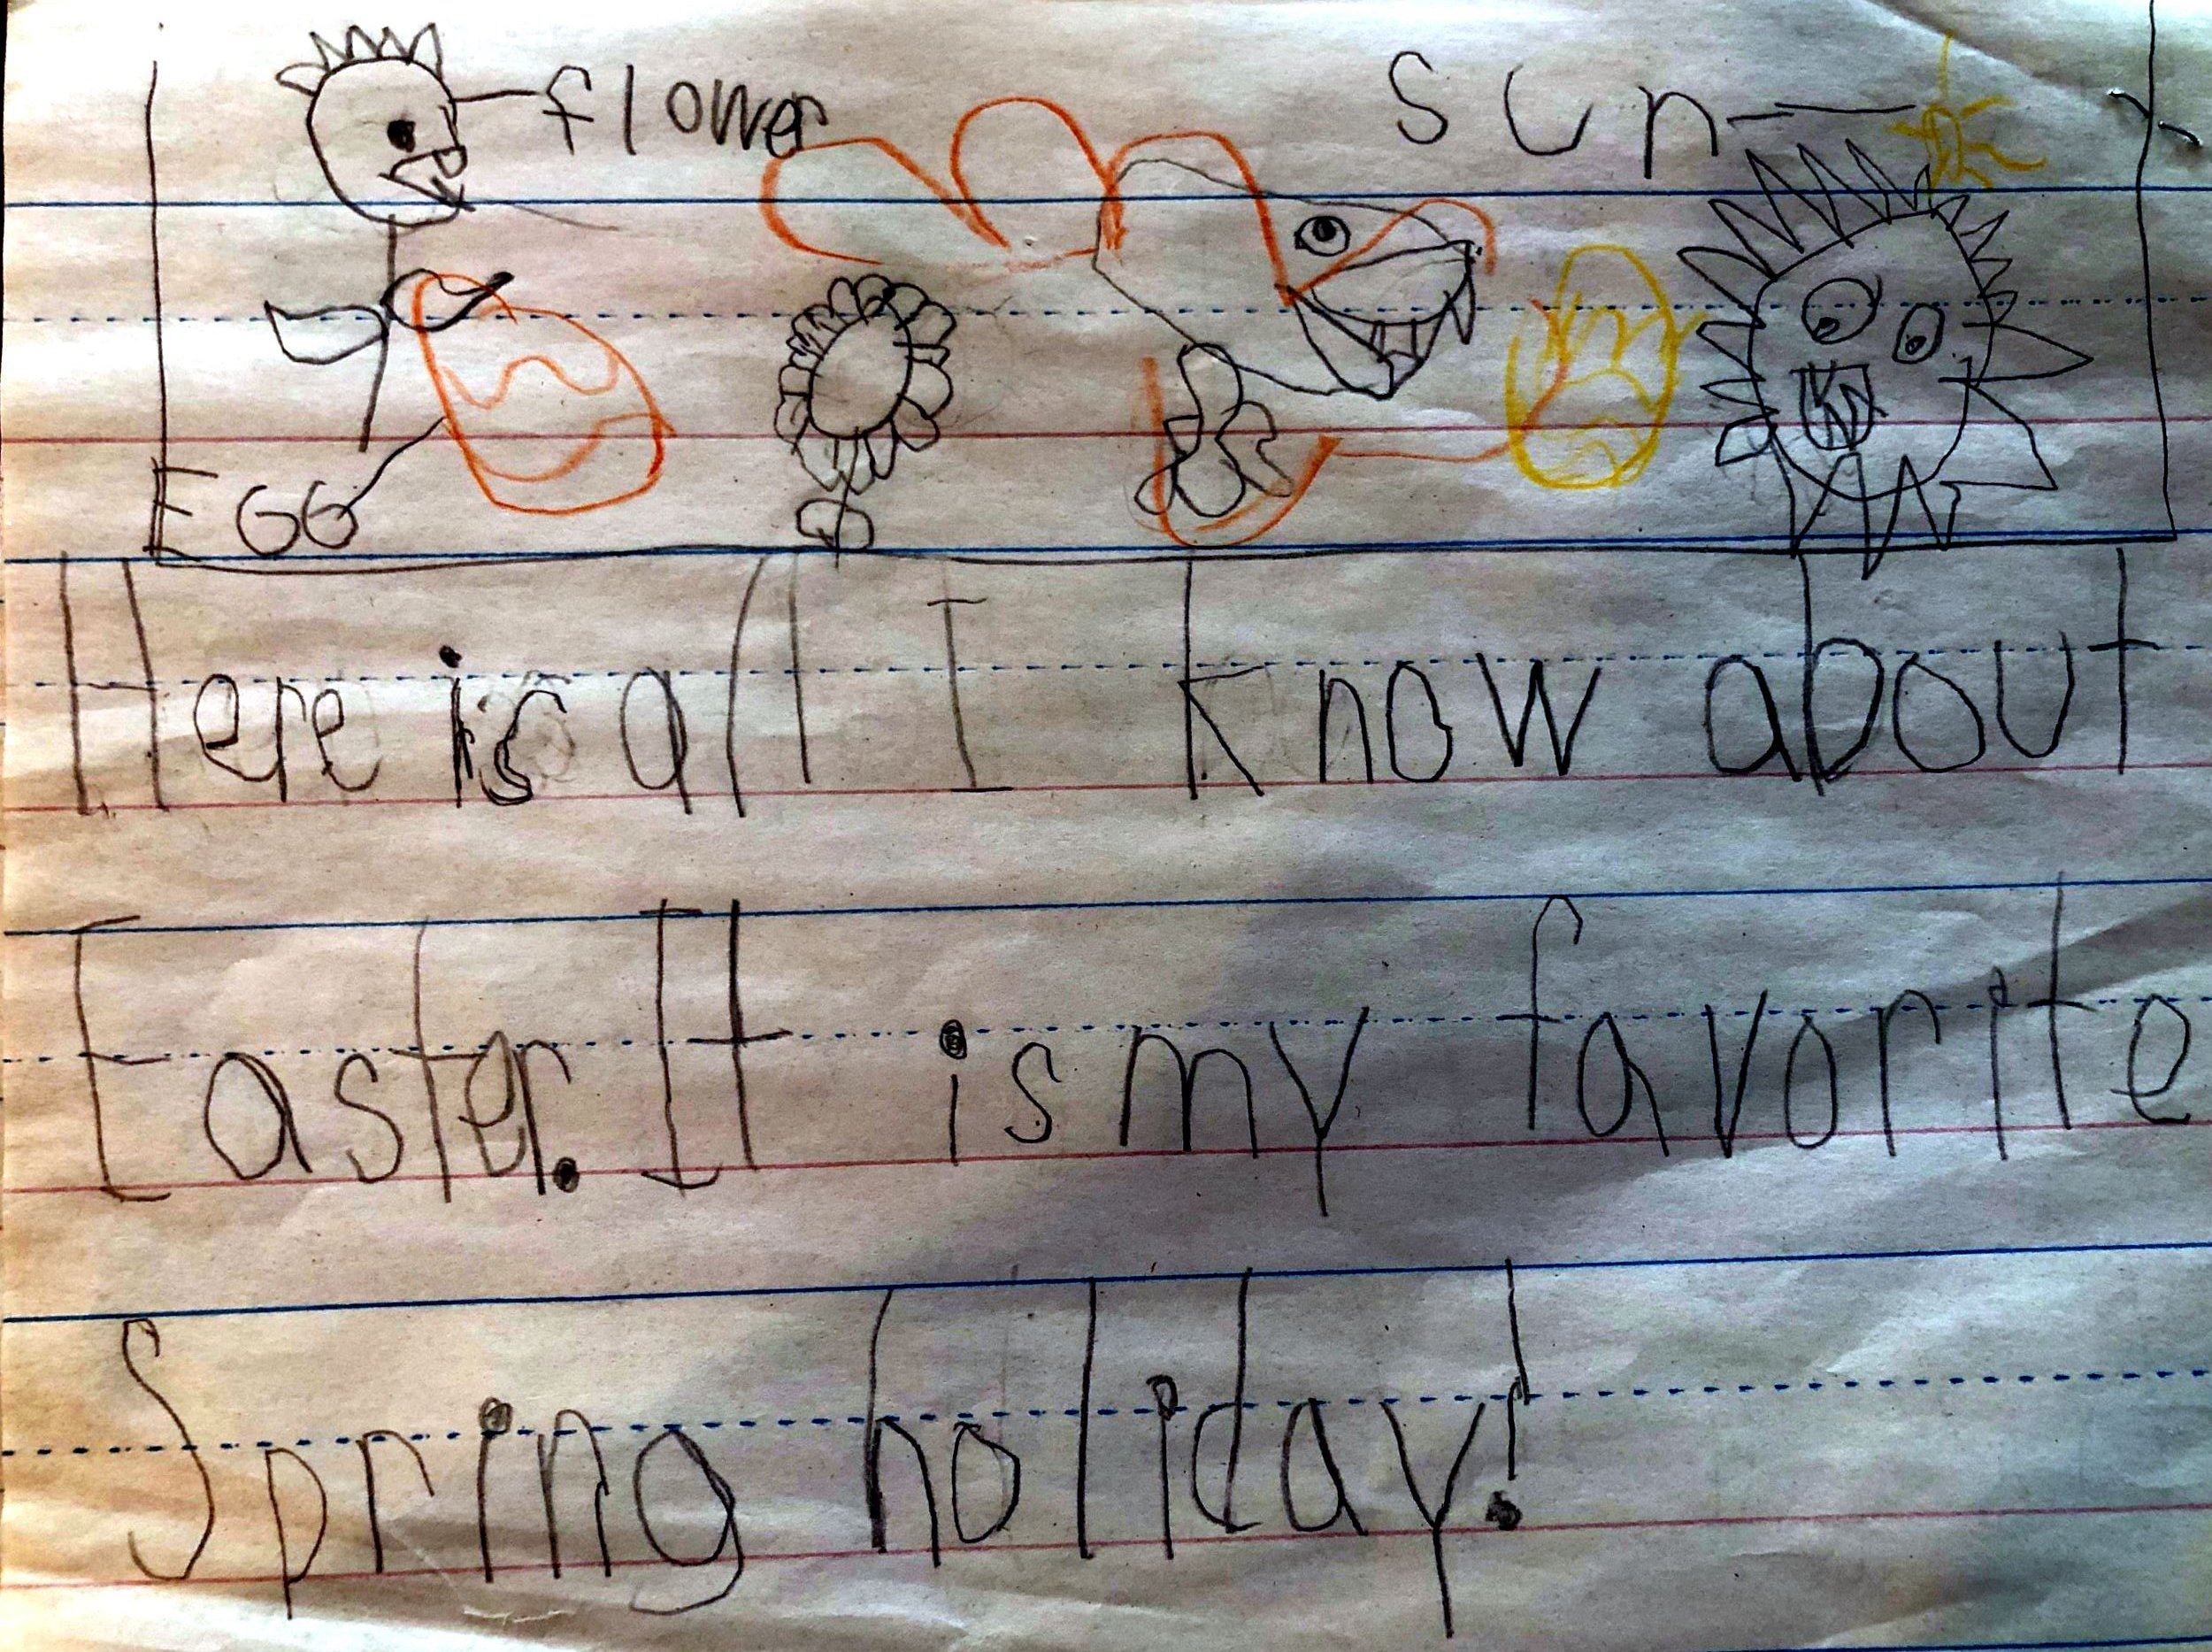 flower
sun
EGG
Here is all I know about
Easter. It is my favorite
Spring holiday!